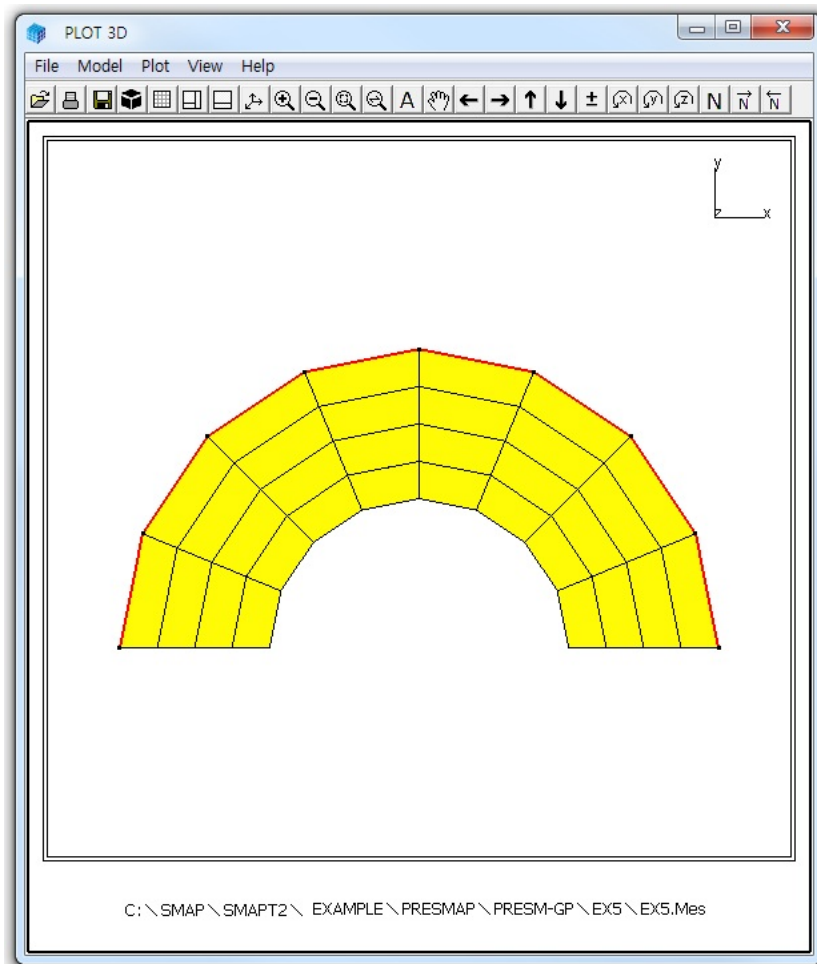 PLOT 3D
File Model Plot View Help
A ± x y z N N N
y
z x
C:\SMAP\SMAPT2\ EXAMPLE\PRESMAP\PRESM-GP\EX5\EX5.Mes